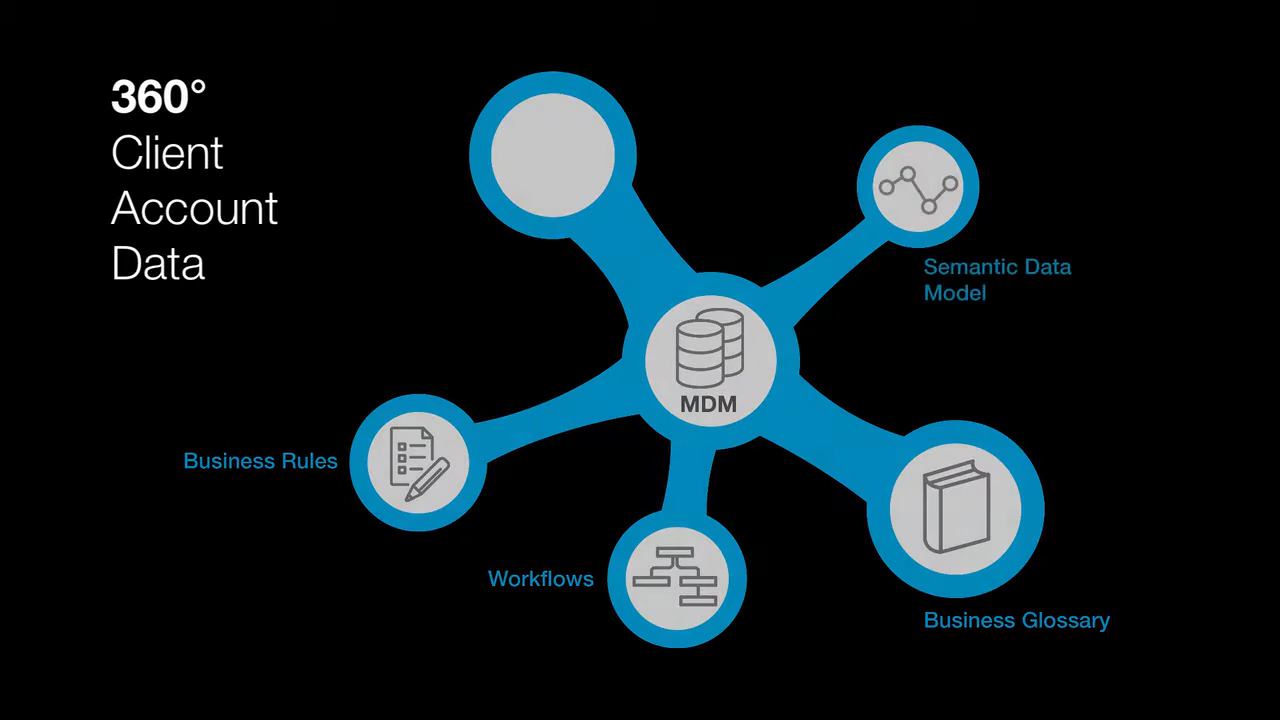 360°
Client
Account
Data
Semantic Data
Model
MDM
Business Rules
Workflows
Business Glossary